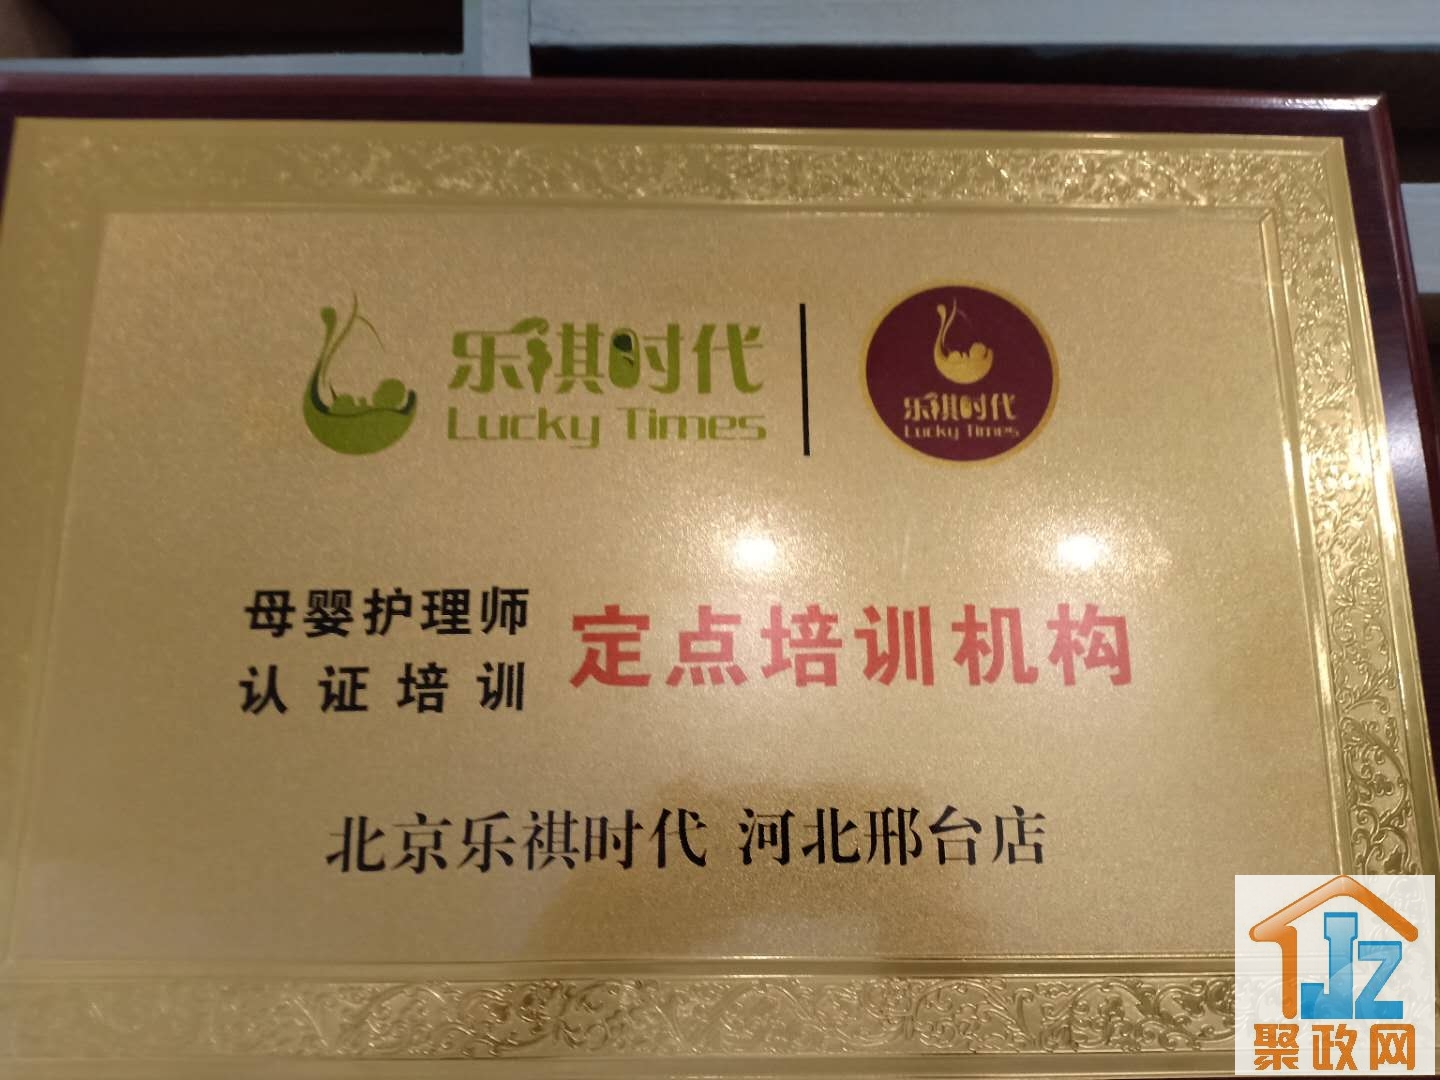 乐祺时代
Lucky Times
乐祺时代
Lucky Times
母婴护理师
认证培训
定点培训机构
北京乐祺时代 河北邢台店
JZ
聚政网